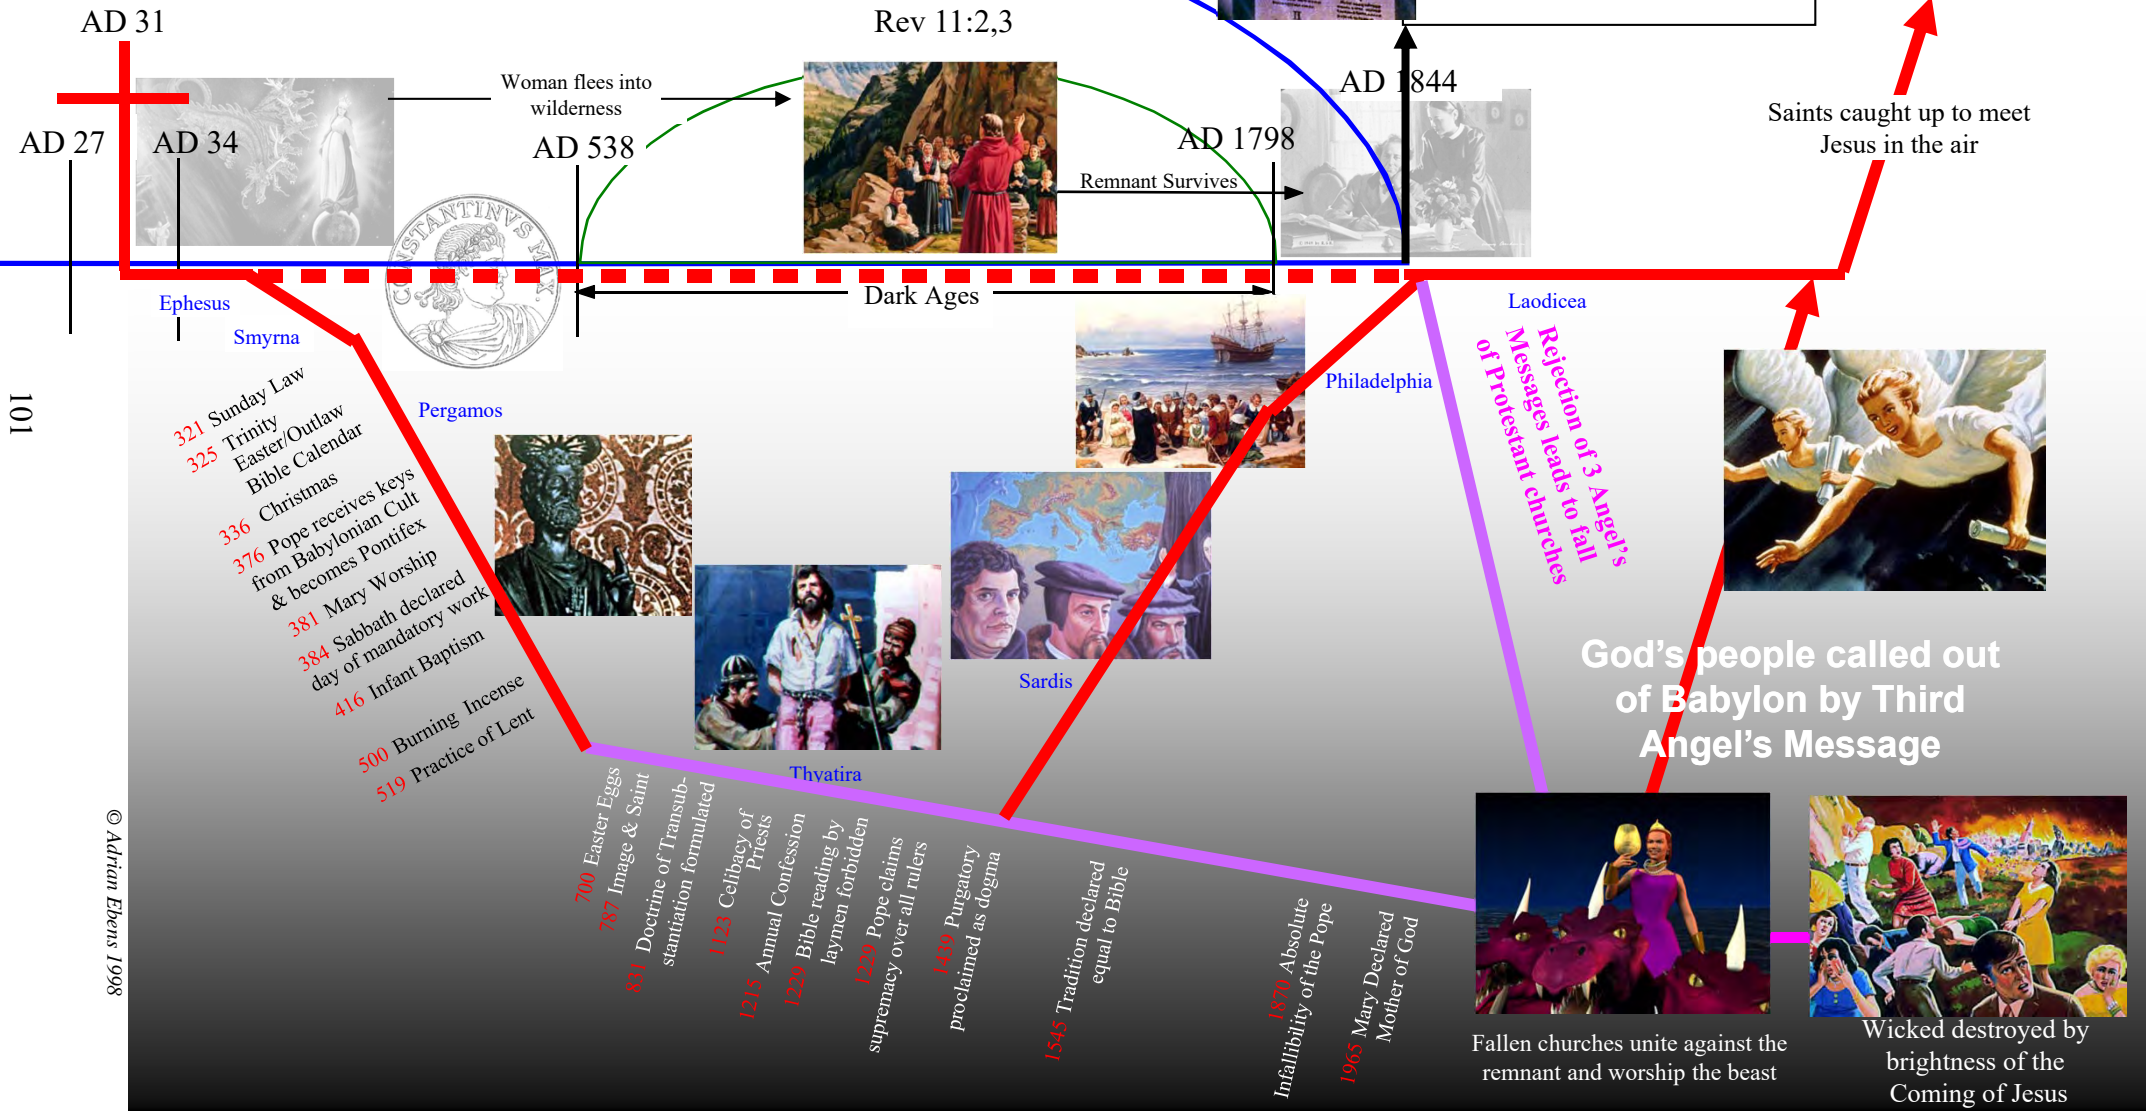 AD 31
Rev 11:2,3
Woman flees into
wilderness
AD 1844
AD 27
AD 34
AD 538
AD 1798
Saints caught up to meet
Jesus in the air
Remnant Survives
CONSTANTINVS MAX.
Dark Ages
Ephesus
Smyrna
Pergamos
Thyatira
Sardis
Philadelphia
Laodicea
321 Sunday Law
325 Trinity
Easter/Outlaw
Bible Calendar
336 Christmas
376 Pope receives keys
from Babylonian Cult
& becomes Pontifex
381 Mary Worship
384 Sabbath declared
day of mandatory work
416 Infant Baptism
500 Burning Incense
519 Practice of Lent
700 Easter Eggs
787 Image & Saint
831 Doctrine of Transub-
stantiation formulated
1123 Celibacy of
Priests
1215 Annual Confession
1229 Bible reading by
laymen forbidden
1229 Pope claims
supremacy over all rulers
1439 Purgatory
proclaimed as dogma
1545 Tradition declared
equal to Bible
1870 Absolute
Infallibility of the Pope
1965 Mary Declared
Mother of God
Rejection of 3 Angel's
Messages leads to fall
of Protestant churches
God's people called out
of Babylon by Third
Angel's Message
Fallen churches unite against the
remnant and worship the beast
Wicked destroyed by
brightness of the
Coming of Jesus
101
© Adrian Ebens 1998